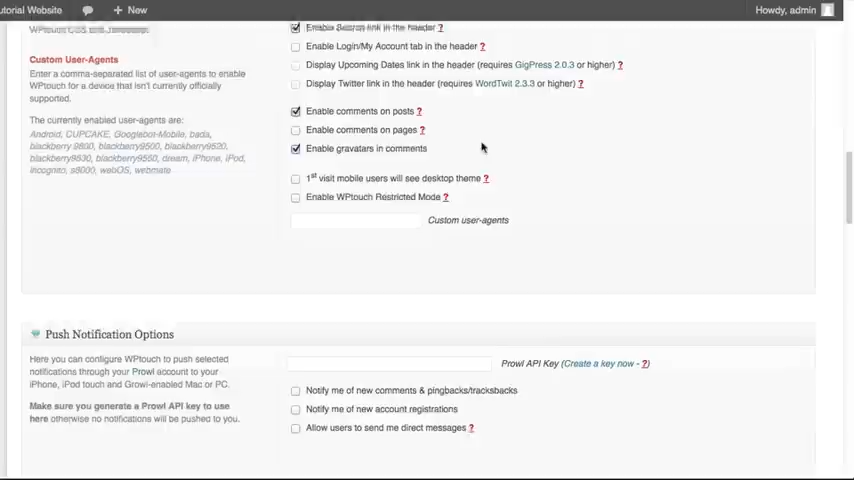 utorial Website
New
Howdy, admin
Enable Search link in the header ?
Enable Login/My Account tab in the header ?
Custom User-Agents
Display Upcoming Dates link in the header (requires GigPress 2.0.3 or higher) ?
Enter a comma-separated list of user-agents to enable
WPtouch for a device that isn't currently officially
supported.
Display Twitter link in the header (requires WordTwit 2.3.3 or higher) ?
Enable comments on posts ?
The currently enabled user-agents are:
Android, CUPCAKE, Googlebot-Mobile, bada,
blackberry 9800, blackberry9500, blackberry9520,
blackberry9530, blackberry9550, dream, iPhone, iPod,
incognito, s8000, webOS, webmate
Enable comments on pages ?
Enable gravatars in comments
1st visit mobile users will see desktop theme ?
Enable WPtouch Restricted Mode ?
Custom user-agents
Push Notification Options
Here you can configure WPtouch to push selected
notifications through your Prowl account to your
iPhone, iPod touch and Growl-enabled Mac or PC.
Make sure you generate a Prowl API key to use
here otherwise no notifications will be pushed to you.
Prowl API Key (Create a key now - ?)
Notify me of new comments & pingbacks/tracksbacks
Notify me of new account registrations
Allow users to send me direct messages ?